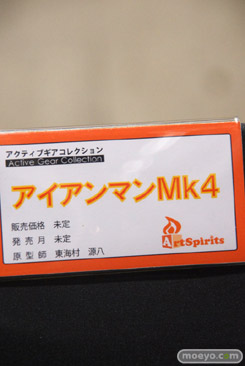 アクティブギアコレクション
Active Gear Collection
アイアンマンMk4
販売価格 未定
発売月 未定
原型師 東海村 源八
ArtSpirits
moeyo.com